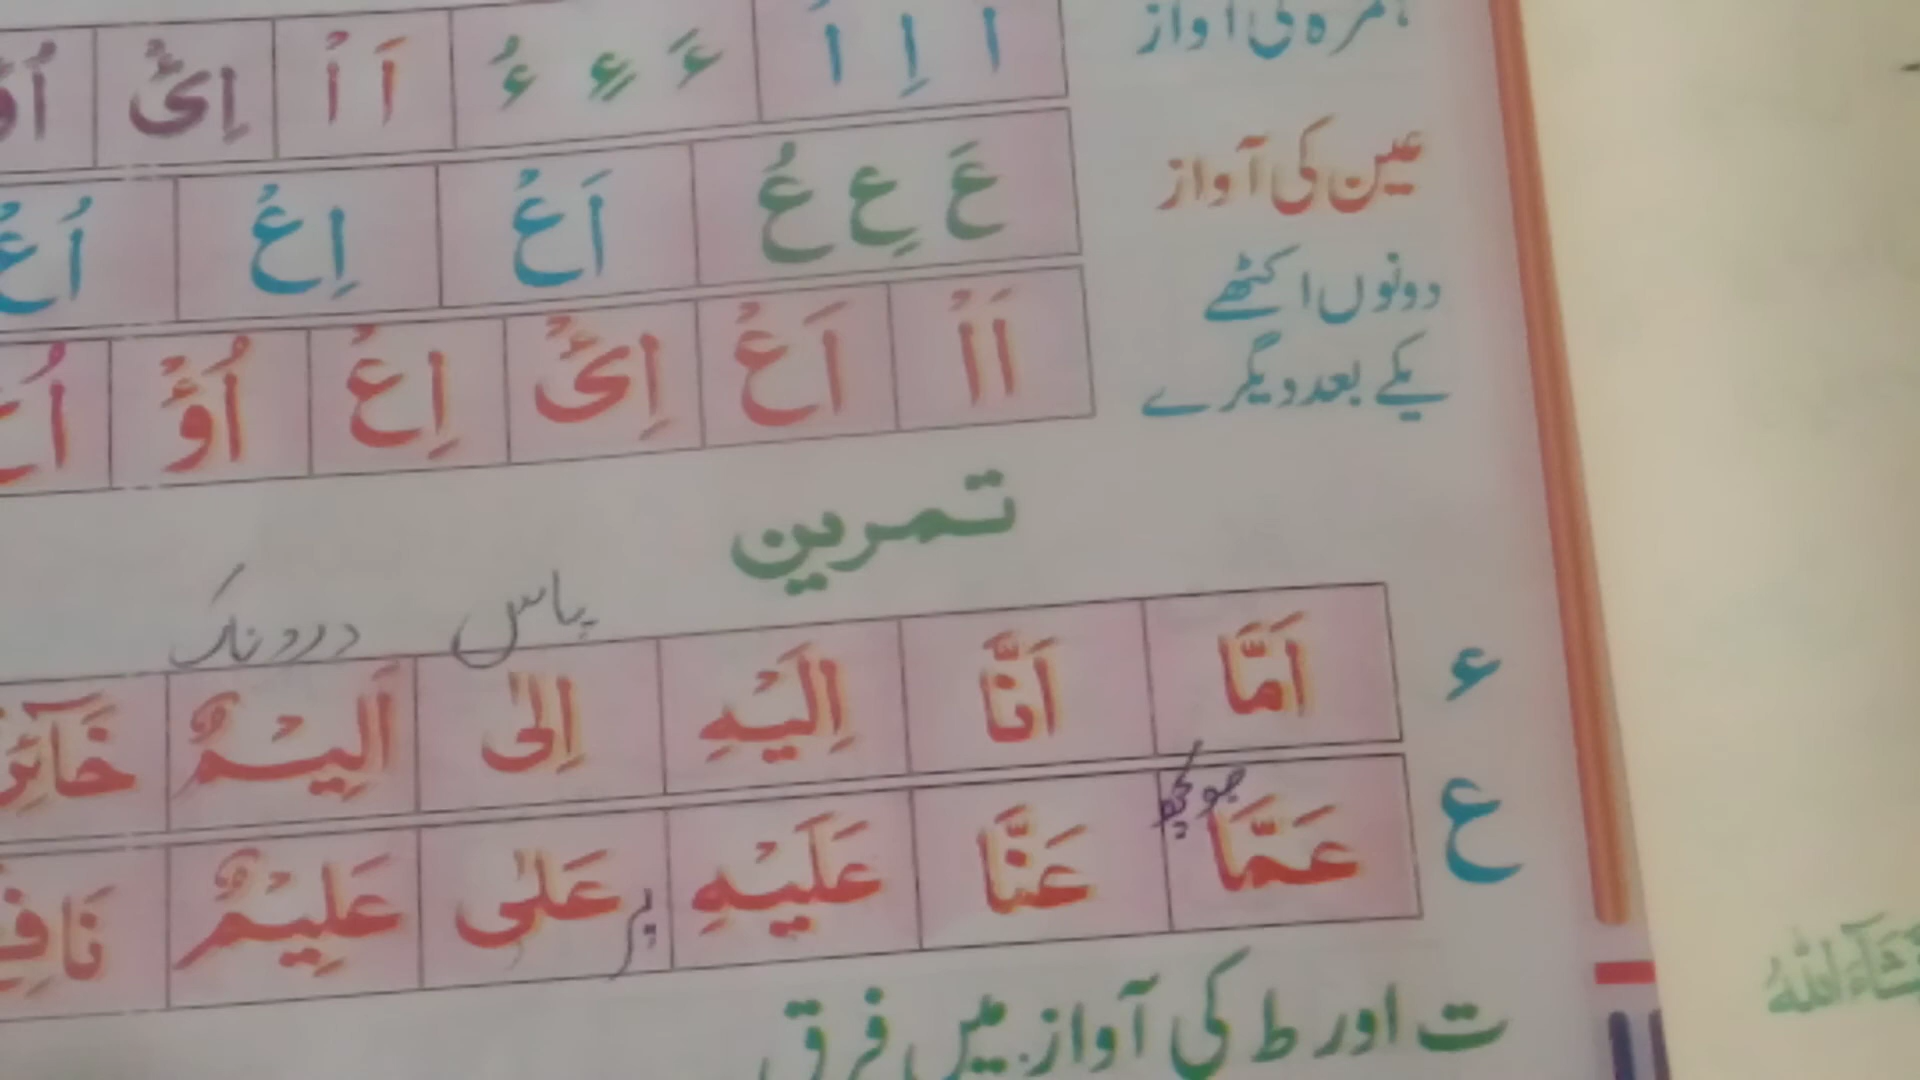 ہمزہ کی آواز اَ اِ اُ ءَ ءِ ءُ اَ اْ اِیْٔ
عین کی آواز عَ عِ عُ اَعْ اِعْ اُعْ
دونوں اکٹھے
یکے بعد دیگرے اَاْ اَعْ اِیْٔ اِعْ اُؤْ
تمرین
پاس دردناک
ء اَمَّا اَنَّا اِلَيْهِ اِلٰى اَلِيْمٌ
جو کچھ
ع عَمَّا عَنَّا عَلَيْهِ پر عَلٰى عَلِيْمٌ
ت اور ط کی آواز میں فرق